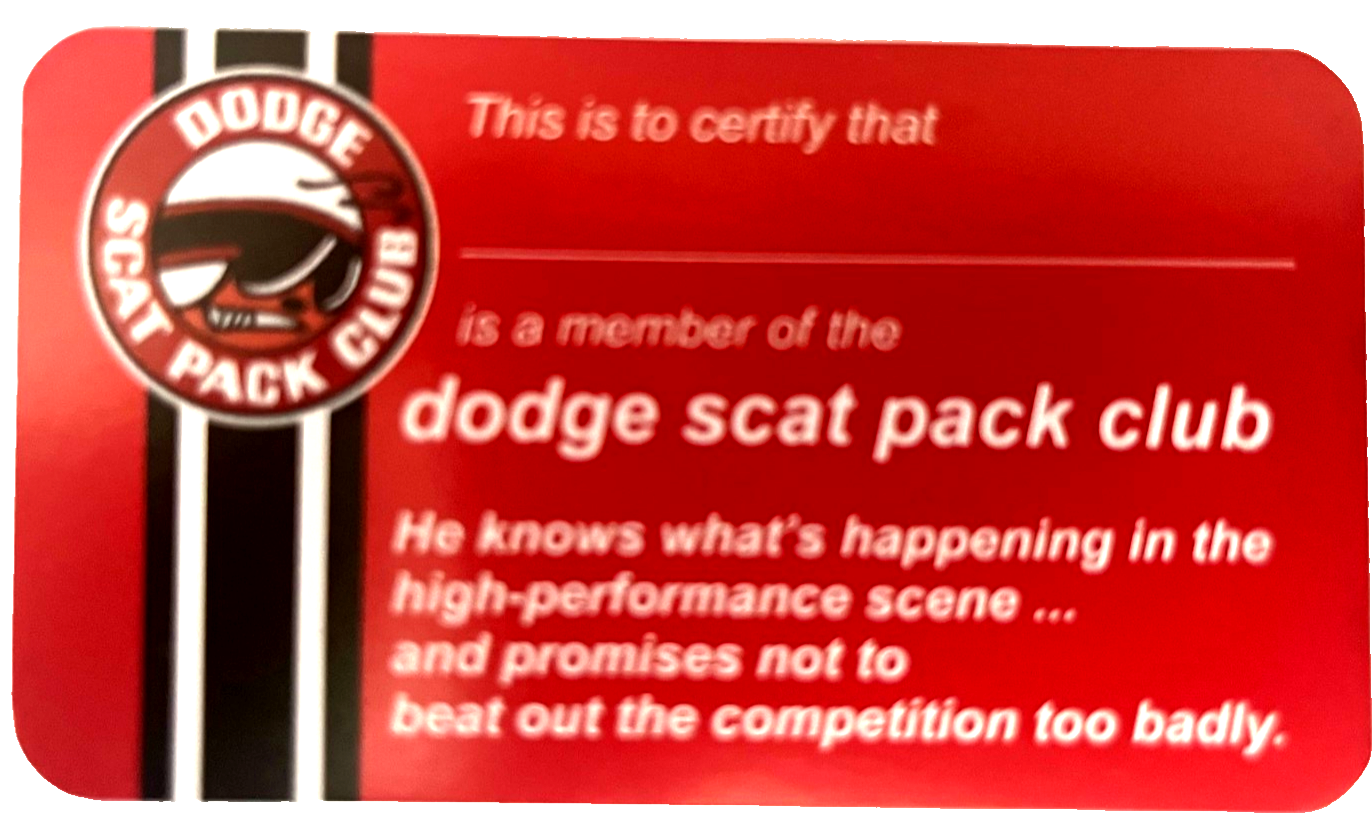 DODGE
SCAT PACK CLUB
This is to certify that
is a member of the
dodge scat pack club
He knows what's happening in the
high-performance scene ...
and promises not to
beat out the competition too badly.